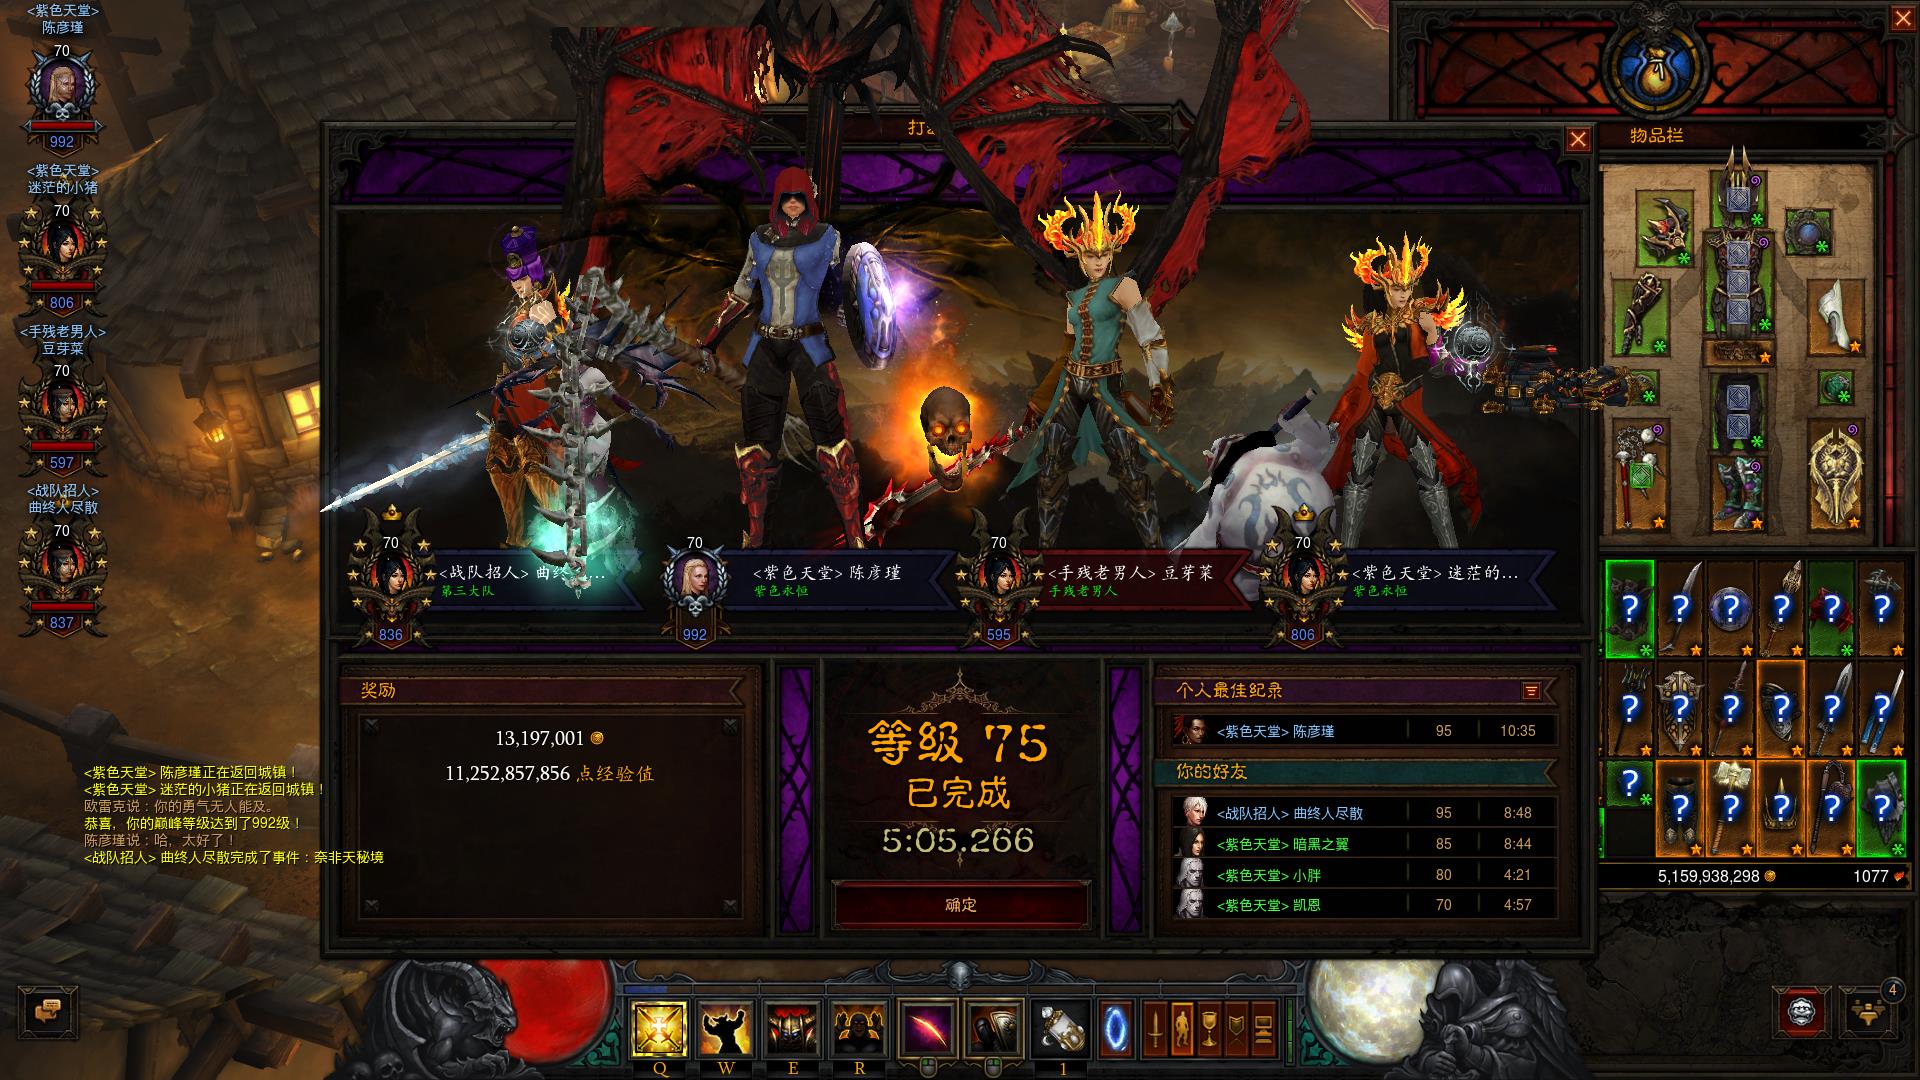 <紫色天堂>
陈彦瑾
70
992
<紫色天堂>
迷茫的小猪
70
806
<手残老男人>
豆芽菜
70
597
<战队招人>
曲终人尽散
70
837
物品栏
70
<战队招人> 曲终...
第三大队
836
70
<紫色天堂> 陈彦瑾
紫色永恒
992
70
<手残老男人> 豆芽菜
手残老男人
595
70
<紫色天堂> 迷茫的...
紫色永恒
806
奖励
13,197,001
11,252,857,856 点经验值
等级 75
已完成
5:05.266
确定
个人最佳纪录
<紫色天堂> 陈彦瑾 95 10:35
你的好友
<战队招人> 曲终人尽散 95 8:48
<紫色天堂> 暗黑之翼 85 8:44
<紫色天堂> 小胖 80 4:21
<紫色天堂> 凯恩 70 4:57
<紫色天堂> 陈彦瑾正在返回城镇！
<紫色天堂> 迷茫的小猪正在返回城镇！
欧雷克说：你的勇气无人能及。
恭喜，你的巅峰等级达到了992级！
陈彦瑾说：哈，太好了！
<战队招人> 曲终人尽散完成了事件：奈非天秘境
? ? ? ? ? ?
? ? ? ? ? ?
? ? ? ? ? ?
5,159,938,298 1077
Q W E R 1
4